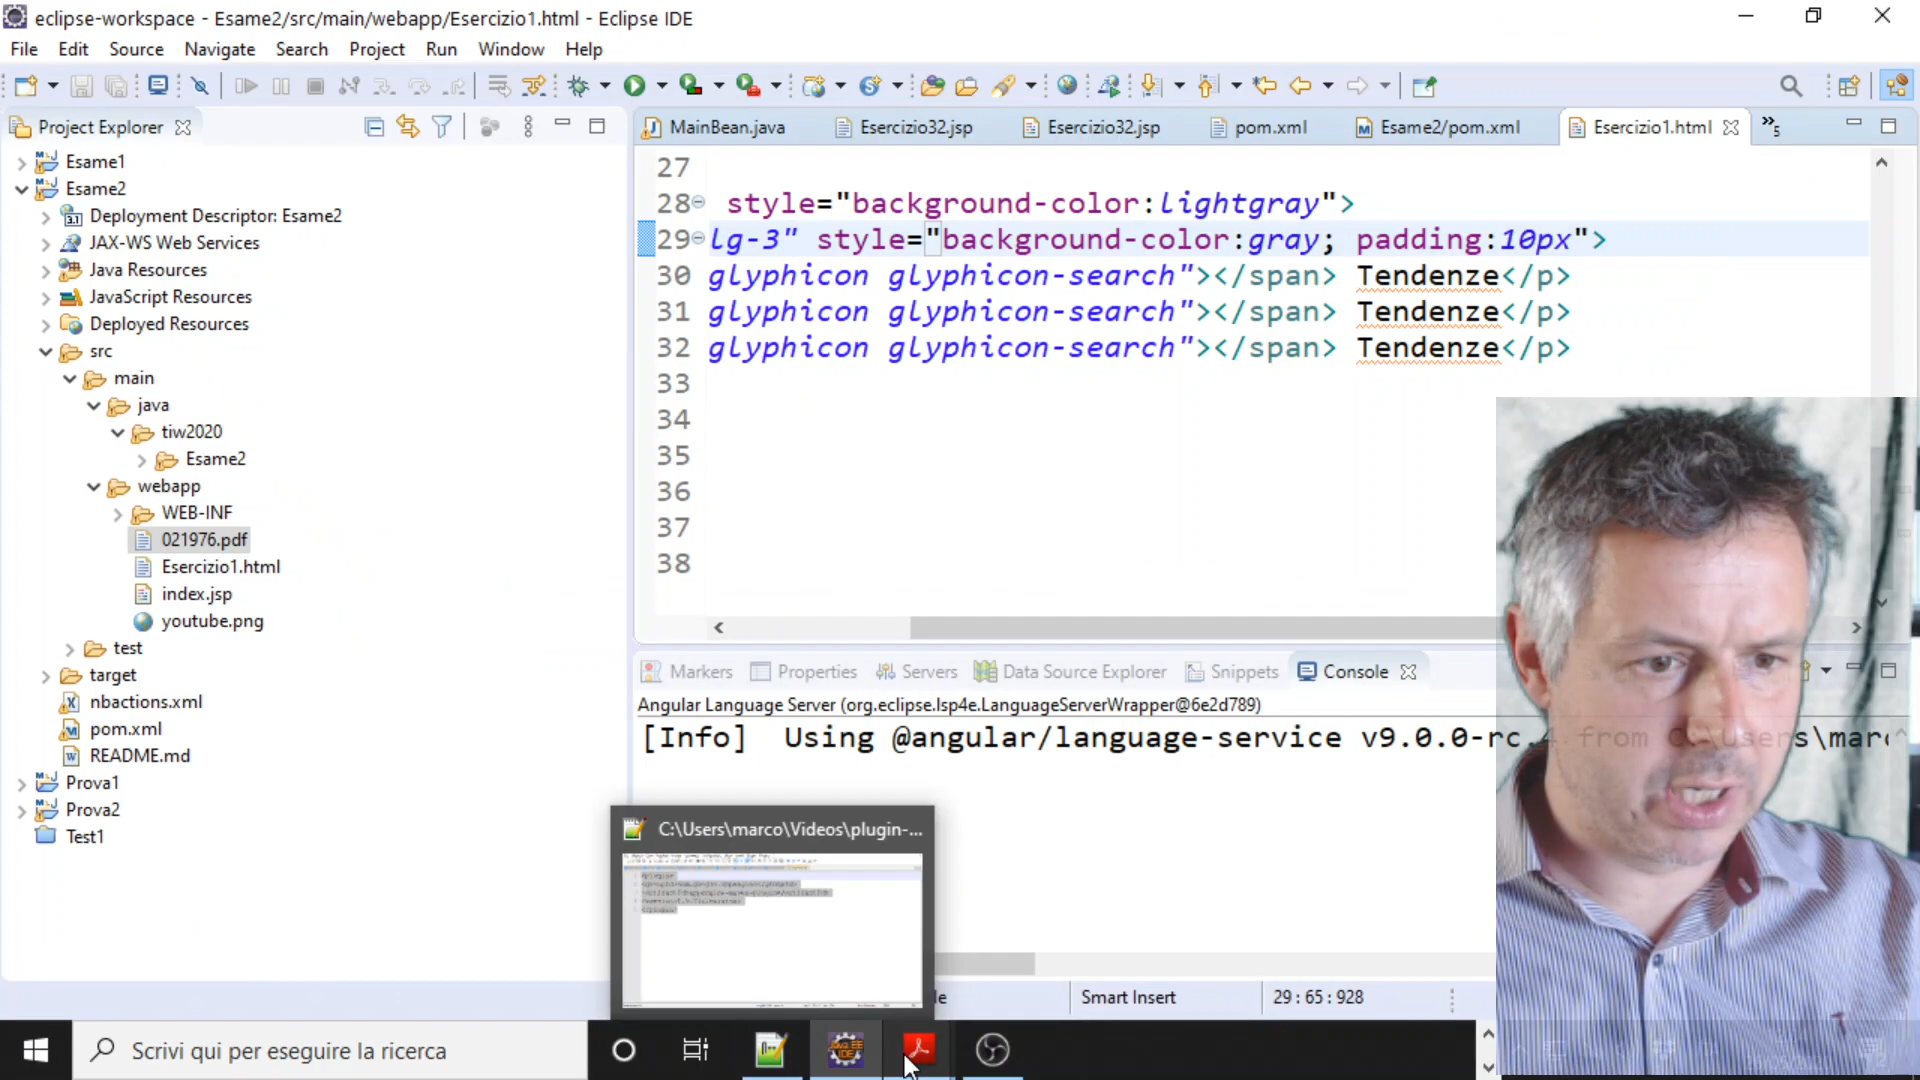 eclipse-workspace - Esame2/src/main/webapp/Esercizio1.html - Eclipse IDE
File Edit Source Navigate Search Project Run Window Help
Project Explorer
MainBean.java Esercizio32.jsp Esercizio32.jsp pom.xml Esame2/pom.xml Esercizio1.html »5
Esame1
Esame2
Deployment Descriptor: Esame2
JAX-WS Web Services
Java Resources
JavaScript Resources
Deployed Resources
src
main
java
tiw2020
Esame2
webapp
WEB-INF
021976.pdf
Esercizio1.html
index.jsp
youtube.png
test
target
nbactions.xml
pom.xml
README.md
Prova1
Prova2
Test1
27
28 style="background-color:lightgray">
29 lg-3" style="background-color:gray; padding:10px">
30 glyphicon glyphicon-search"></span> Tendenze</p>
31 glyphicon glyphicon-search"></span> Tendenze</p>
32 glyphicon glyphicon-search"></span> Tendenze</p>
33
34
35
36
37
38
Markers Properties Servers Data Source Explorer Snippets Console
Angular Language Server (org.eclipse.lsp4e.LanguageServerWrapper@6e2d789)
[Info] Using @angular/language-service v9.0.0-rc.4 from C:\Users\marc
C:\Users\marco\Videos\plugin-...
Smart Insert 29 : 65 : 928
Scrivi qui per eseguire la ricerca